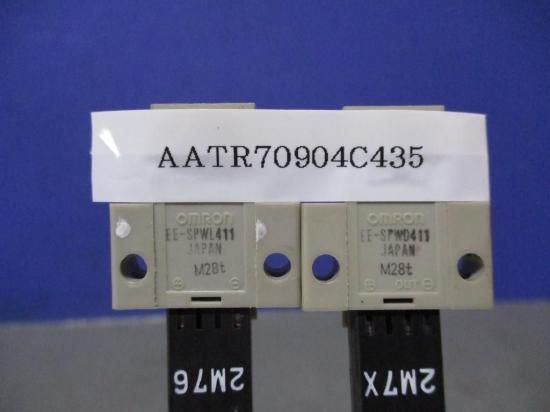 AATR70904C435
OMRON
EE-SPWL411
JAPAN
M28t
OMRON
EE-SPWD411
JAPAN
M28t
OUT
2M76
2M7X